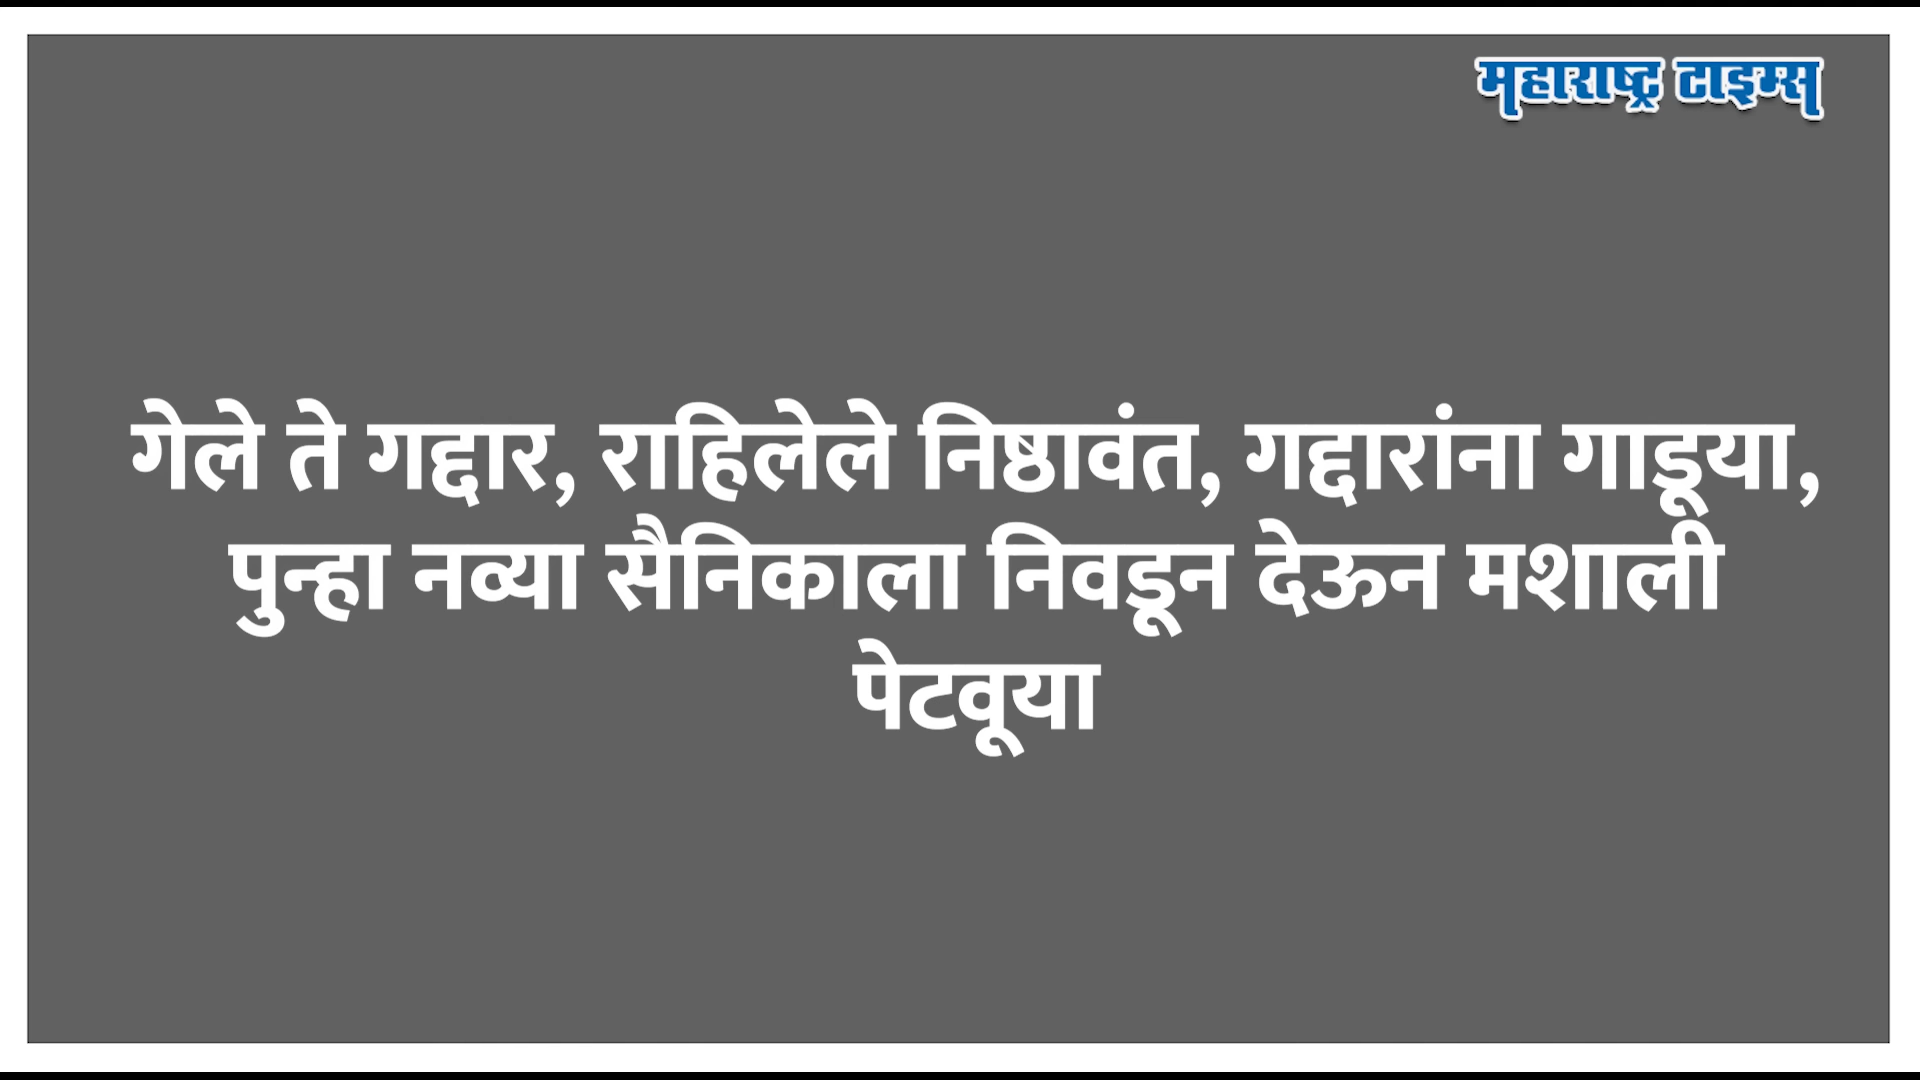 महाराष्ट्र टाइम्स
गेले ते गद्दार, राहिलेले निष्ठावंत, गद्दारांना गाडूया,
पुन्हा नव्या सैनिकाला निवडून देऊन मशाली
पेटवूया